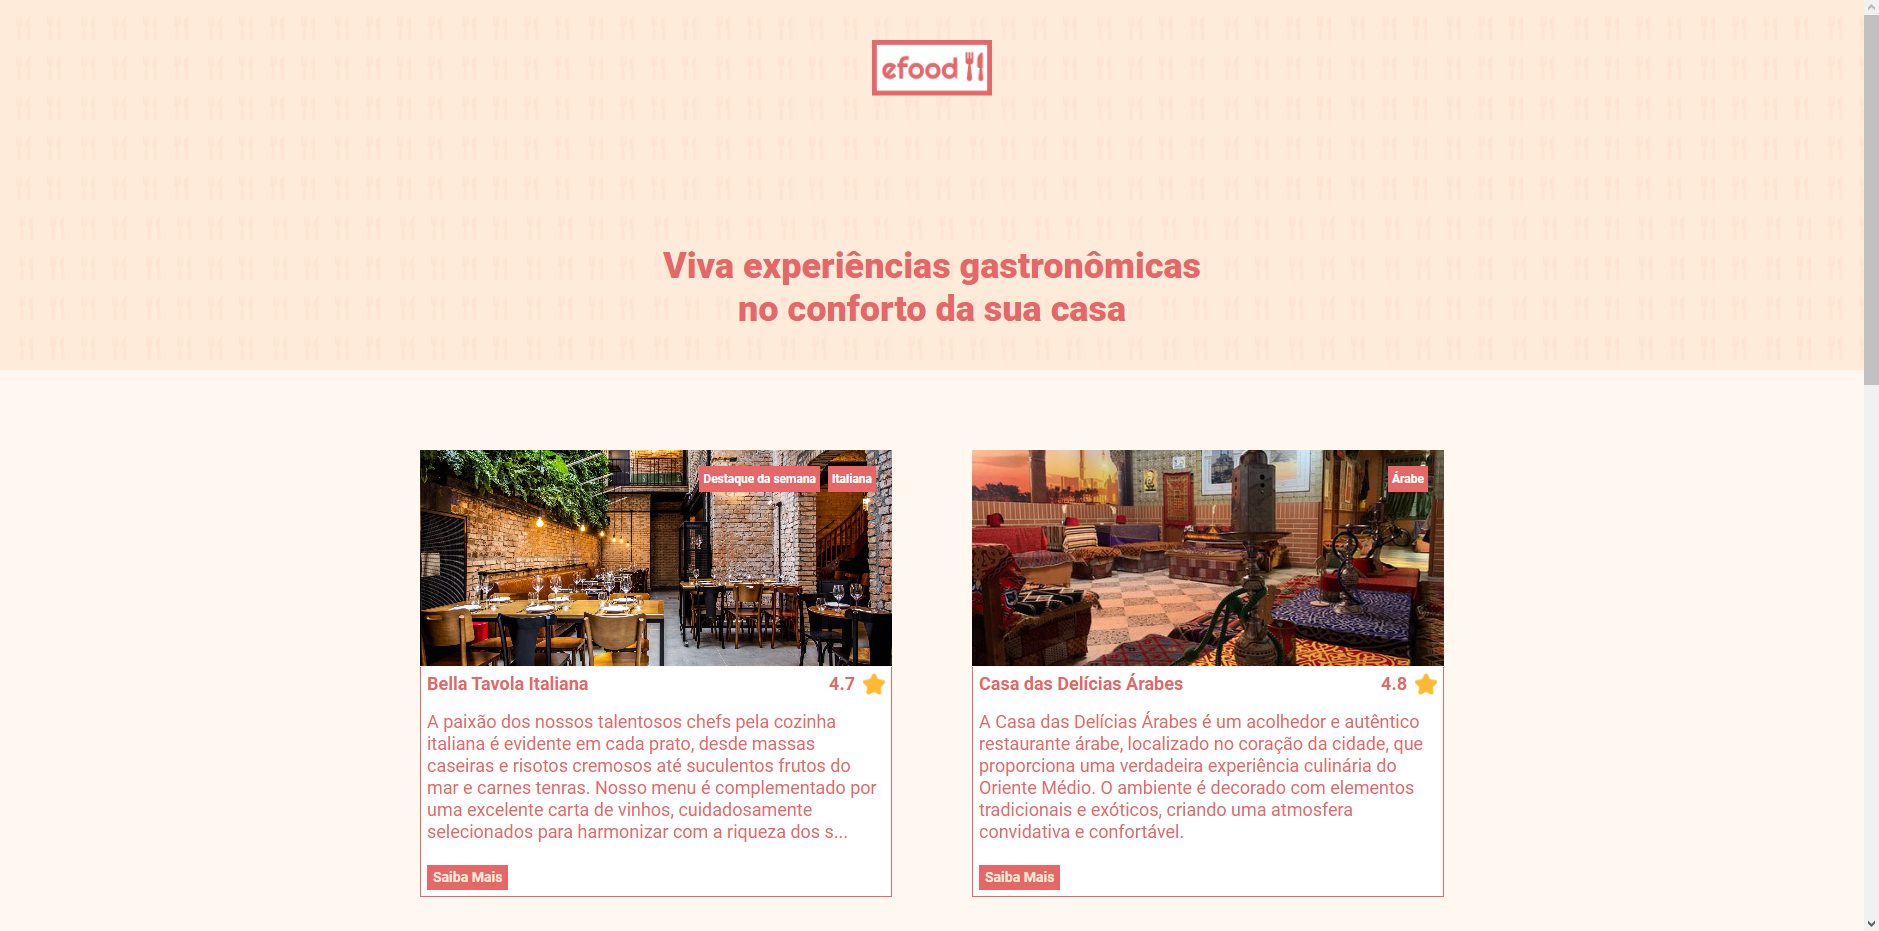 efood
Viva experiências gastronômicas
no conforto da sua casa
Destaque da semana
Italiana
Bella Tavola Italiana
4.7
A paixão dos nossos talentosos chefs pela cozinha
italiana é evidente em cada prato, desde massas
caseiras e risotos cremosos até suculentos frutos do
mar e carnes tenras. Nosso menu é complementado por
uma excelente carta de vinhos, cuidadosamente
selecionados para harmonizar com a riqueza dos s...
Saiba Mais
Árabe
Casa das Delícias Árabes
4.8
A Casa das Delícias Árabes é um acolhedor e autêntico
restaurante árabe, localizado no coração da cidade, que
proporciona uma verdadeira experiência culinária do
Oriente Médio. O ambiente é decorado com elementos
tradicionais e exóticos, criando uma atmosfera
convidativa e confortável.
Saiba Mais